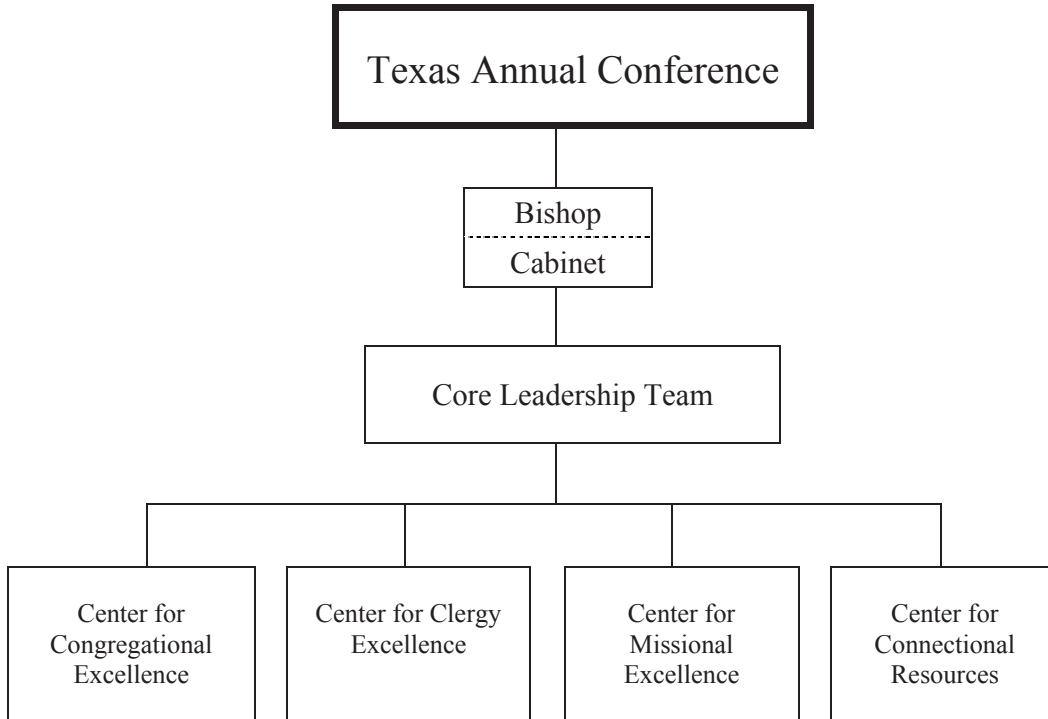 Texas Annual Conference
Bishop
Cabinet
Core Leadership Team
Center for
Congregational
Excellence
Center for Clergy
Excellence
Center for
Missional
Excellence
Center for
Connectional
Resources